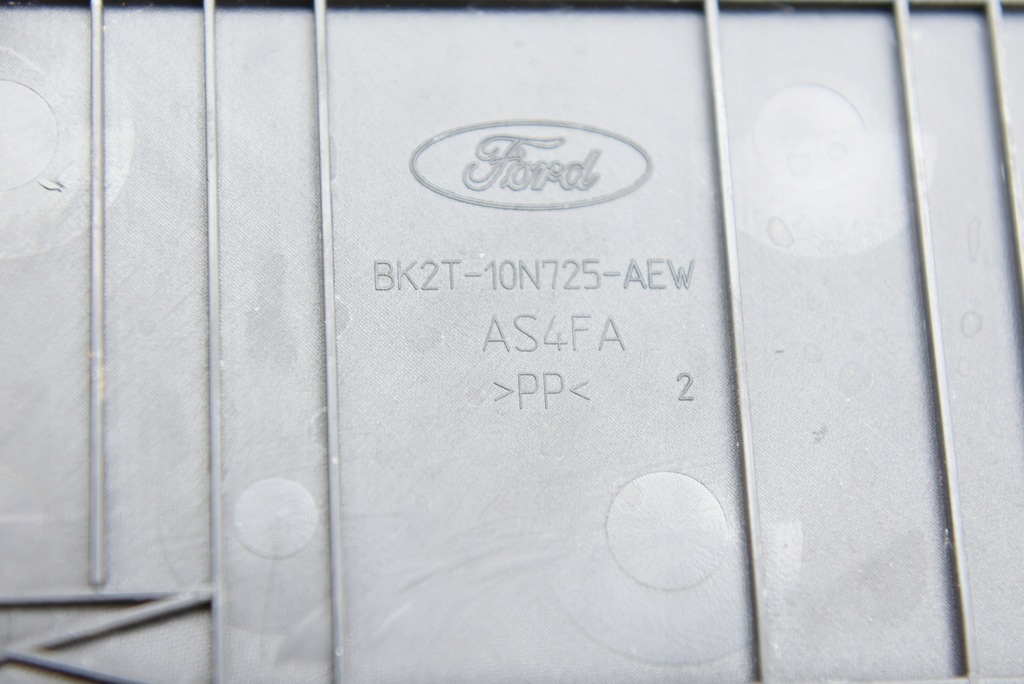 Ford
BK2T-10N725-AEW
AS4FA
>PP< 2